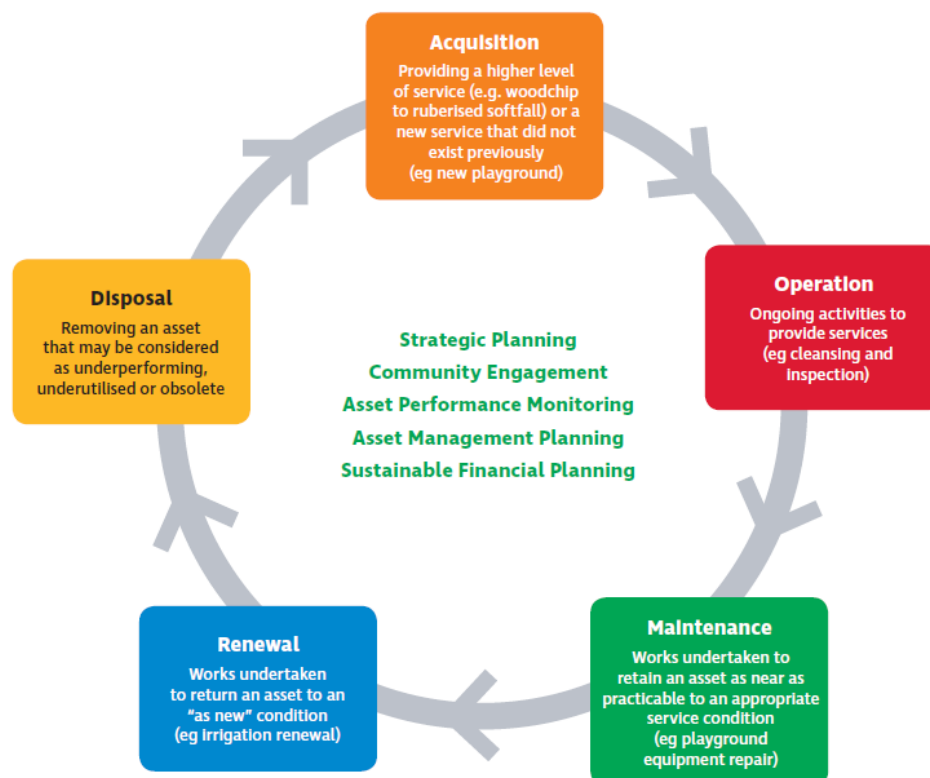 Acquisition
Providing a higher level
of service (e.g. woodchip
to ruberised softfall) or a
new service that did not
exist previously
(eg new playground)
Operation
Ongoing activities to
provide services
(eg cleansing and
inspection)
Maintenance
Works undertaken to
retain an asset as near as
practicable to an appropriate
service condition
(eg playground
equipment repair)
Renewal
Works undertaken
to return an asset to an
“as new” condition
(eg irrigation renewal)
Disposal
Removing an asset
that may be considered
as underperforming,
underutilised or obsolete
Strategic Planning
Community Engagement
Asset Performance Monitoring
Asset Management Planning
Sustainable Financial Planning